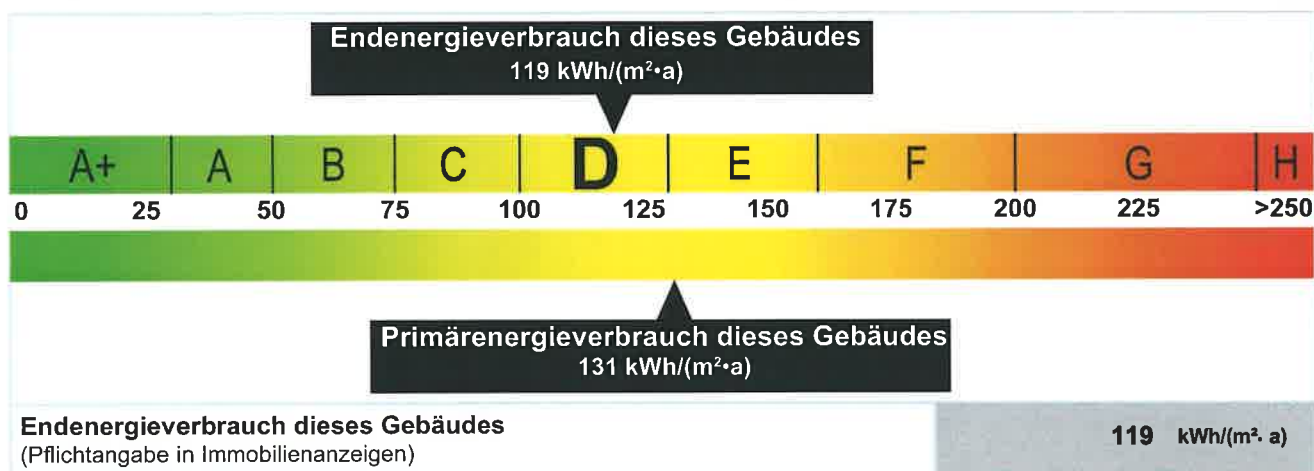 Endenergieverbrauch dieses Gebäudes
119 kWh/(m²•a)
A+ A B C D E F G H
0 25 50 75 100 125 150 175 200 225 >250
Primärenergieverbrauch dieses Gebäudes
131 kWh/(m²•a)
Endenergieverbrauch dieses Gebäudes
(Pflichtangabe in Immobilienanzeigen)
119 kWh/(m²· a)